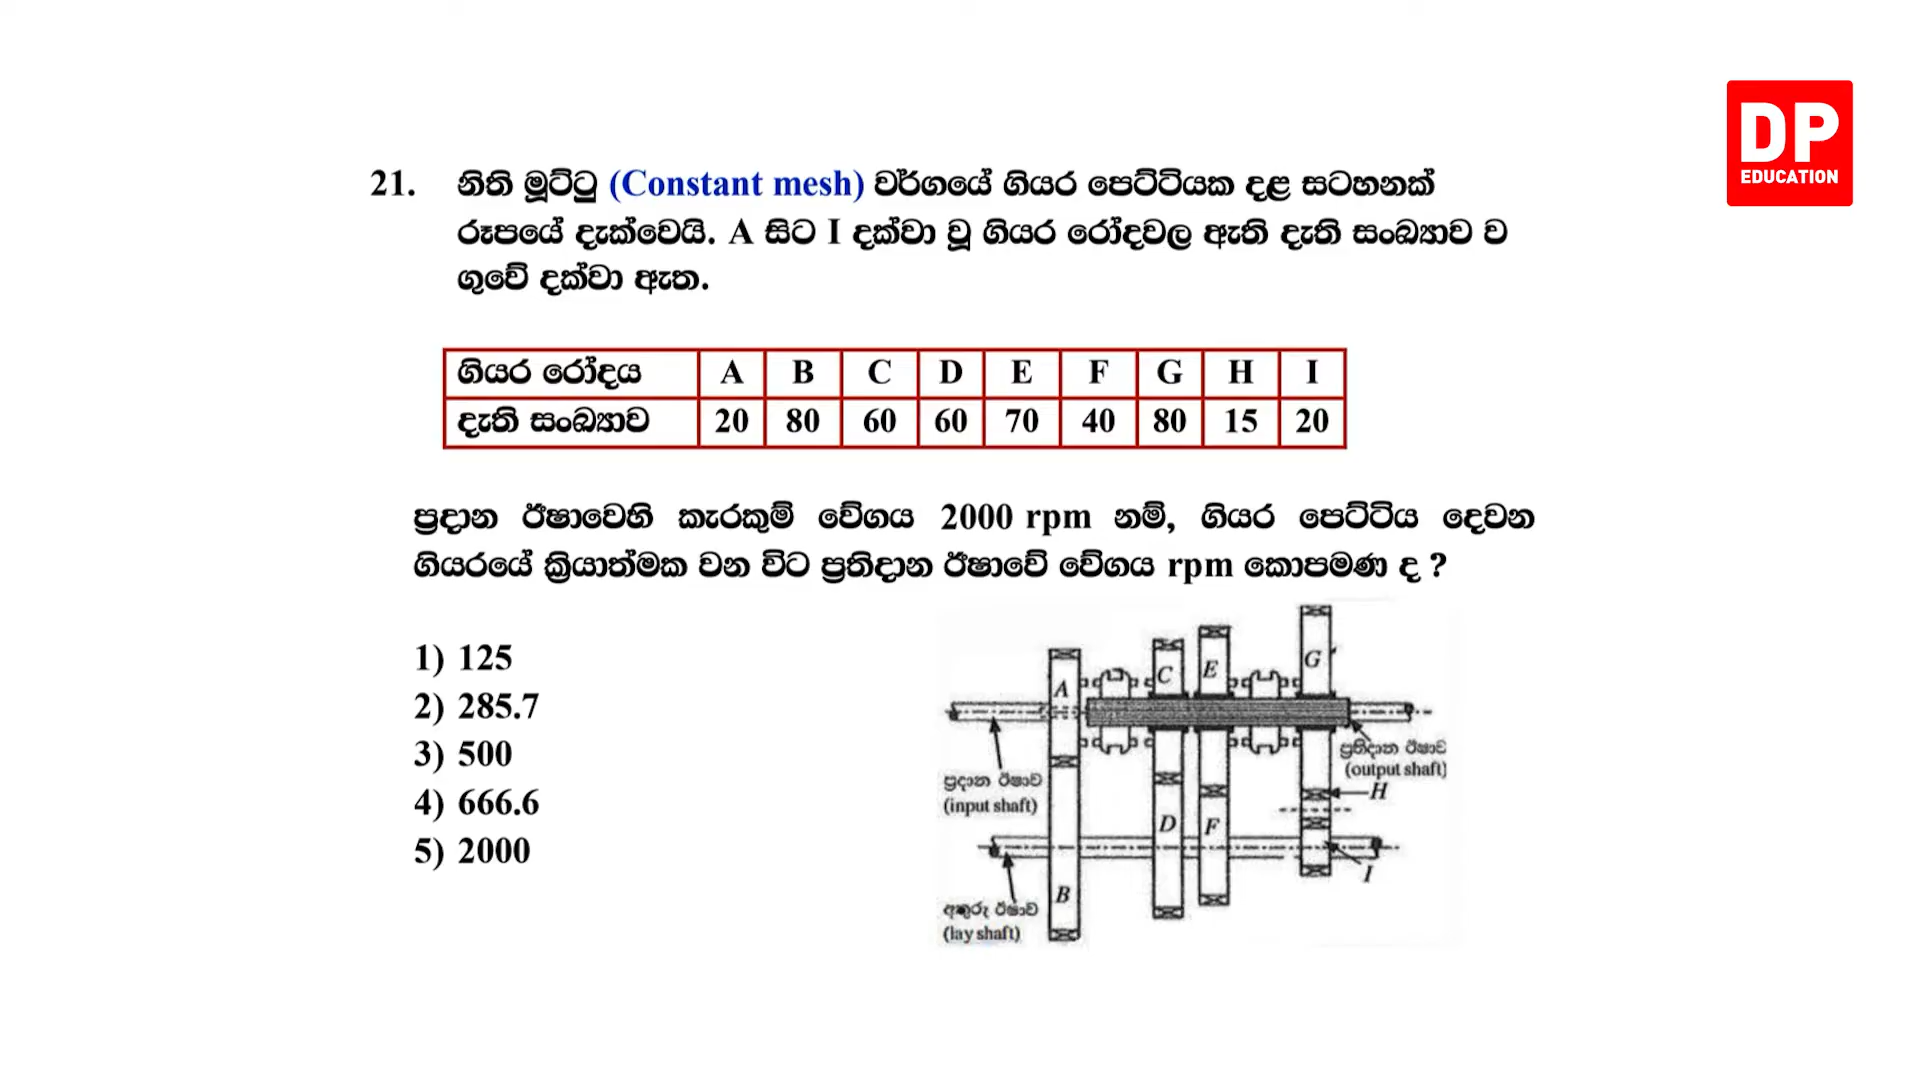 DP
EDUCATION
21. නිති මූට්ටු (Constant mesh) වර්ගයේ ගියර පෙට්ටියක දළ සටහනක්
රූපයේ දැක්වෙයි. A සිට I දක්වා වූ ගියර රෝදවල ඇති දැති සංඛ්‍යාව ව
ගුවේ දක්වා ඇත.
ගියර රෝදය A B C D E F G H I
දැති සංඛ්‍යාව 20 80 60 60 70 40 80 15 20
ප්‍රදාන ඊෂාවෙහි කැරකුම් වේගය 2000 rpm නම්, ගියර පෙට්ටිය දෙවන
ගියරයේ ක්‍රියාත්මක වන විට ප්‍රතිදාන ඊෂාවේ වේගය rpm කොපමණ ද ?
1) 125
2) 285.7
3) 500
4) 666.6
5) 2000
A
C
E
G
ප්‍රදාන ඊෂාව
(input shaft)
ප්‍රතිදාන ඊෂාව
(output shaft)
H
D
F
I
B
අතුරු ඊෂාව
(lay shaft)